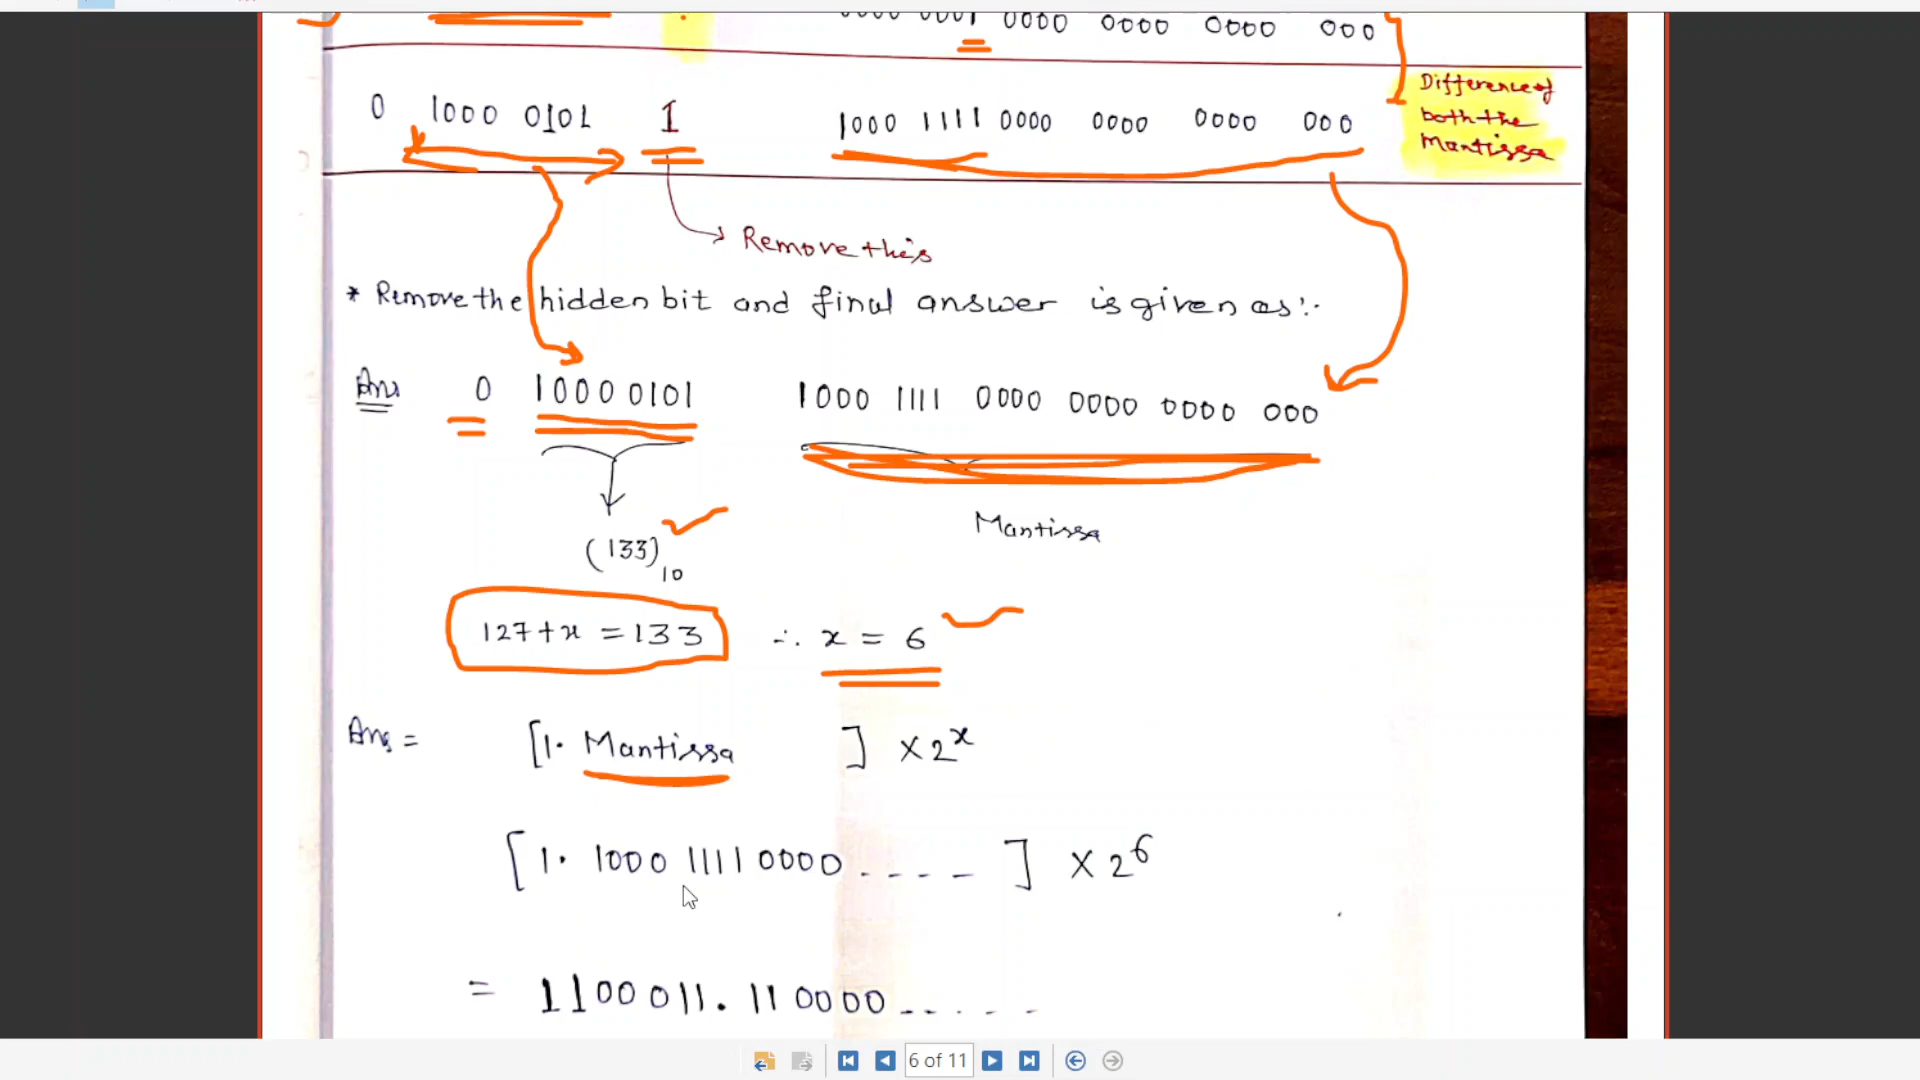 0000 0001 0000 0000 0000 000
0 1000 0101 1 1000 1111 0000 0000 0000 000
Difference of
both the
Mantissa
Remove this
* Remove the hidden bit and final answer is given as :-
Ans 0 1000 0101 1000 1111 0000 0000 0000 000
(133)10
Mantissa
127+x = 133 ∴ x = 6
Ans = [1. Mantissa ] × 2^x
[1. 1000 1111 0000 . - - - - ] × 2^6
= 1100011.110000 - - . - -
6 of 11